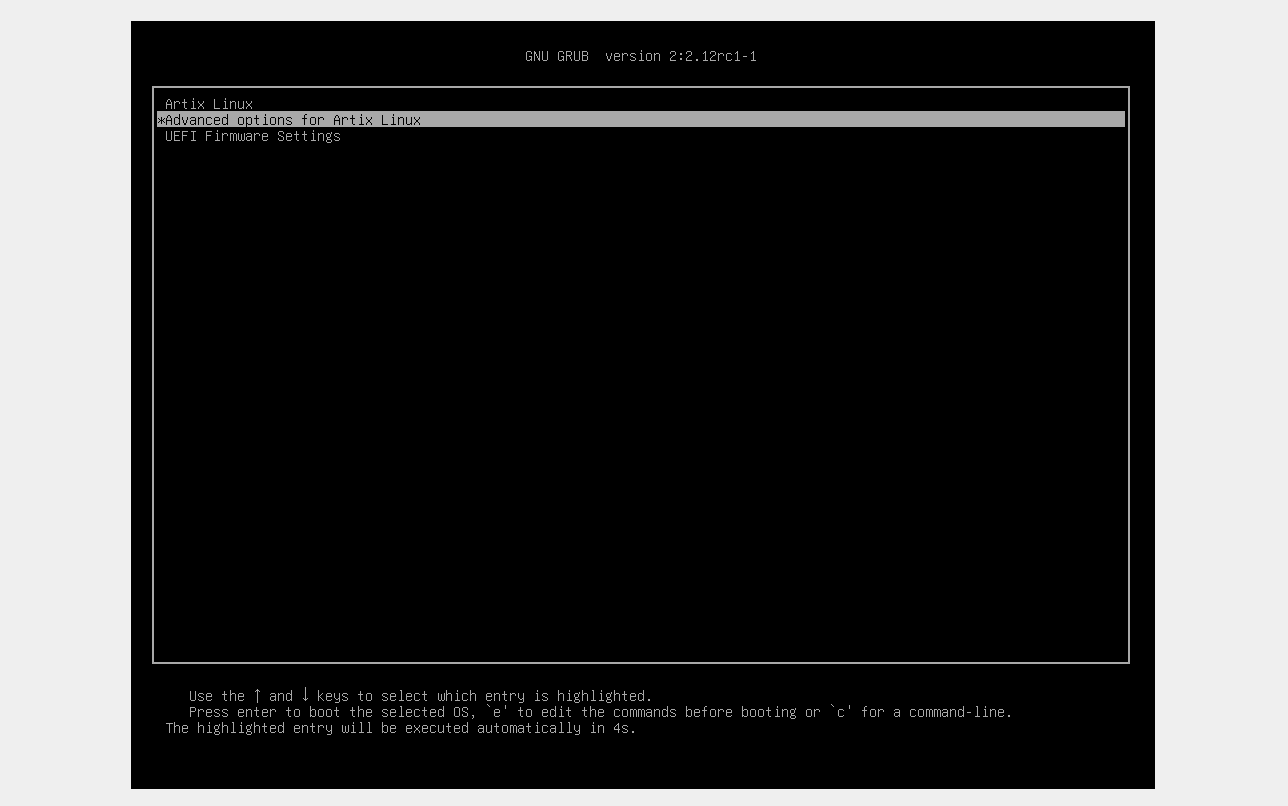 GNU GRUB  version 2:2.12rc1-1
Artix Linux
*Advanced options for Artix Linux
UEFI Firmware Settings
Use the ↑ and ↓ keys to select which entry is highlighted.
Press enter to boot the selected OS, `e' to edit the commands before booting or `c' for a command-line.
The highlighted entry will be executed automatically in 4s.